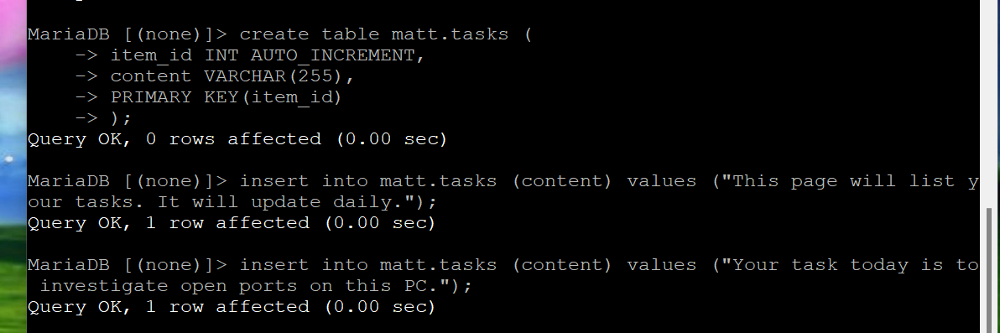 MariaDB [(none)]> create table matt.tasks (
    -> item_id INT AUTO_INCREMENT,
    -> content VARCHAR(255),
    -> PRIMARY KEY(item_id)
    -> );
Query OK, 0 rows affected (0.00 sec)

MariaDB [(none)]> insert into matt.tasks (content) values ("This page will list y
our tasks. It will update daily.");
Query OK, 1 row affected (0.00 sec)

MariaDB [(none)]> insert into matt.tasks (content) values ("Your task today is to
 investigate open ports on this PC.");
Query OK, 1 row affected (0.00 sec)